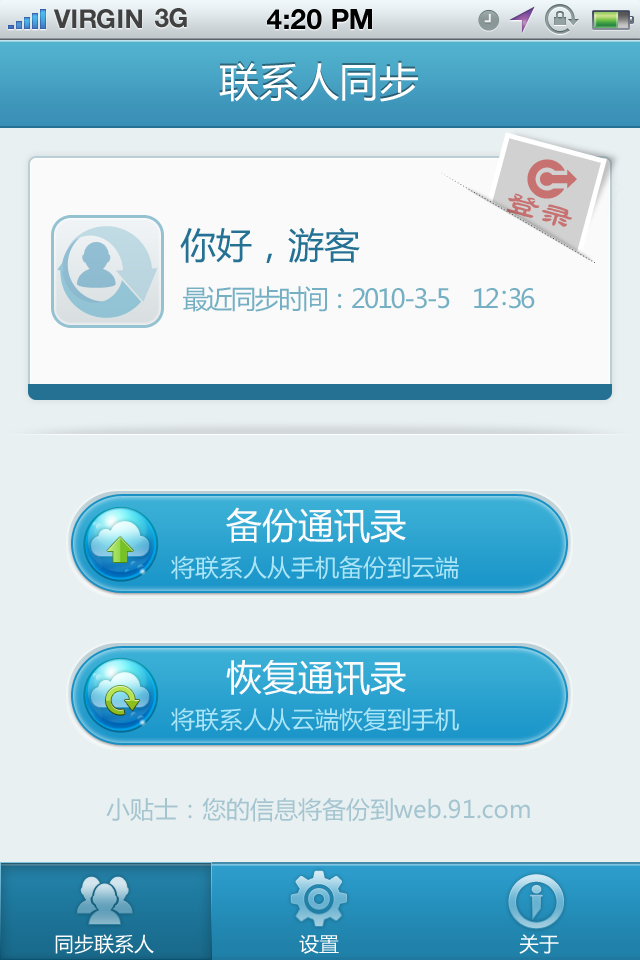 VIRGIN 3G 4:20 PM
联系人同步
登录
你好，游客
最近同步时间：2010-3-5 12:36
备份通讯录
将联系人从手机备份到云端
恢复通讯录
将联系人从云端恢复到手机
小贴士：您的信息将备份到web.91.com
同步联系人 设置 关于